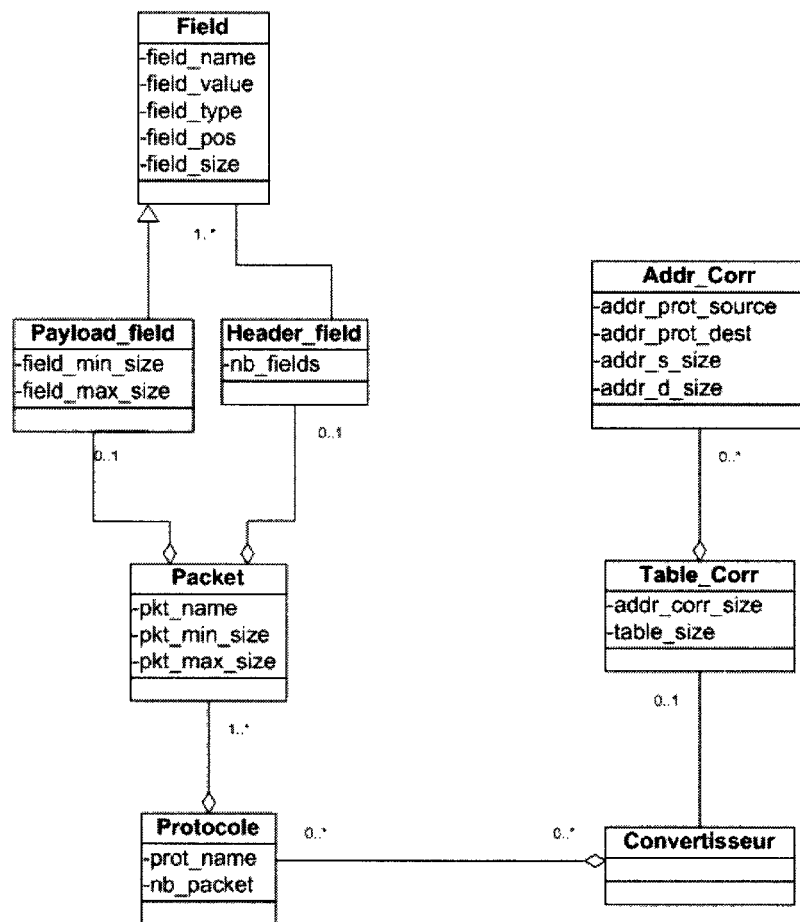 Field
-field_name
-field_value
-field_type
-field_pos
-field_size
1..*
Payload_field
-field_min_size
-field_max_size
0..1
Header_field
-nb_fields
0..1
Addr_Corr
-addr_prot_source
-addr_prot_dest
-addr_s_size
-addr_d_size
0..*
Packet
-pkt_name
-pkt_min_size
-pkt_max_size
1..*
Table_Corr
-addr_corr_size
-table_size
0..1
Protocole
-prot_name
-nb_packet
0..*
0..*
Convertisseur